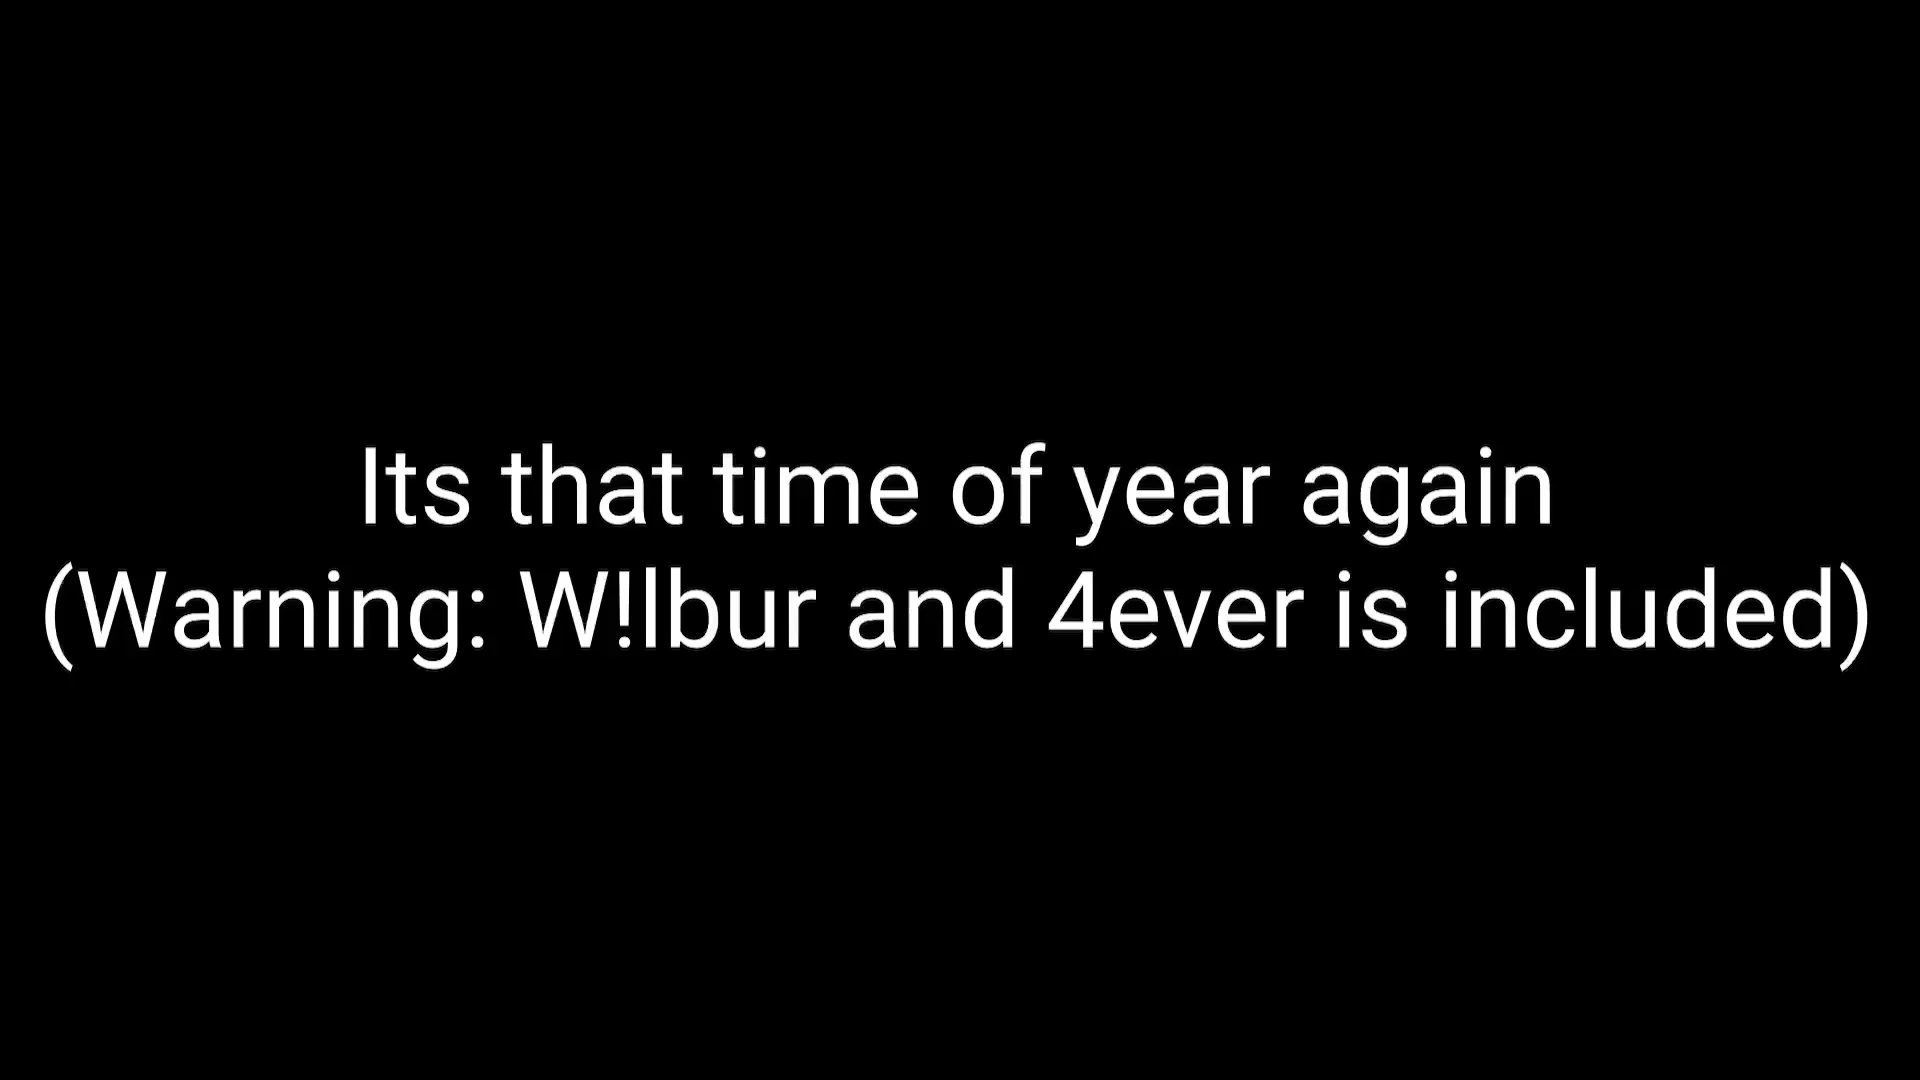 Its that time of year again
(Warning: W!lbur and 4ever is included)